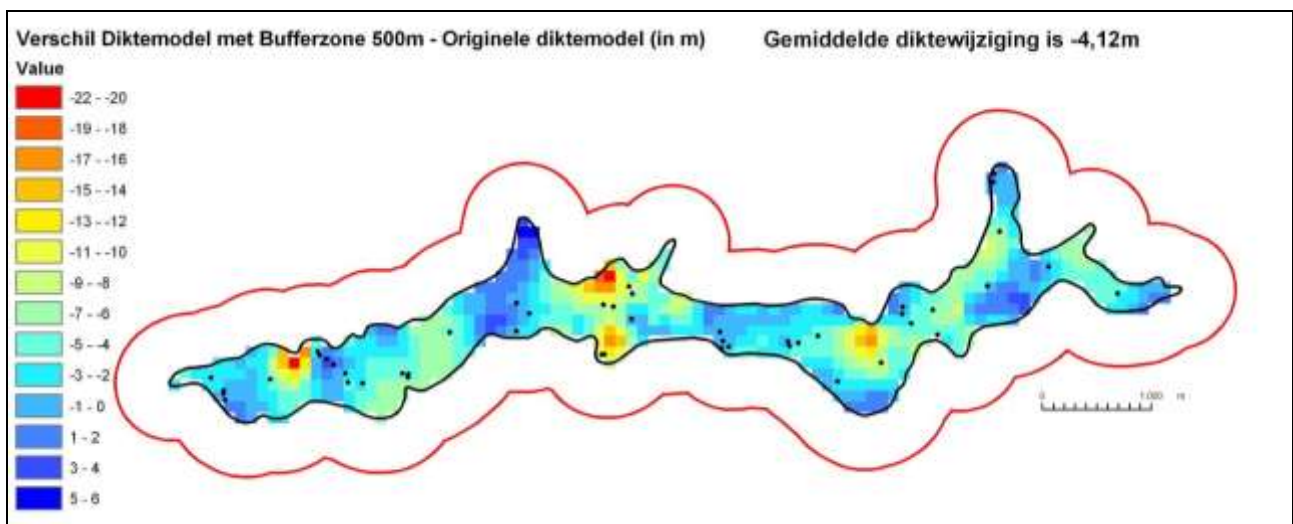 Verschil Diktemodel met Bufferzone 500m - Originele diktemodel (in m) Gemiddelde diktewijziging is -4,12m
Value
-22 - -20
-19 - -18
-17 - -16
-15 - -14
-13 - -12
-11 - -10
-9 - -8
-7 - -6
-5 - -4
-3 - -2
-1 - 0
1 - 2
3 - 4
5 - 6
0 1.000 m